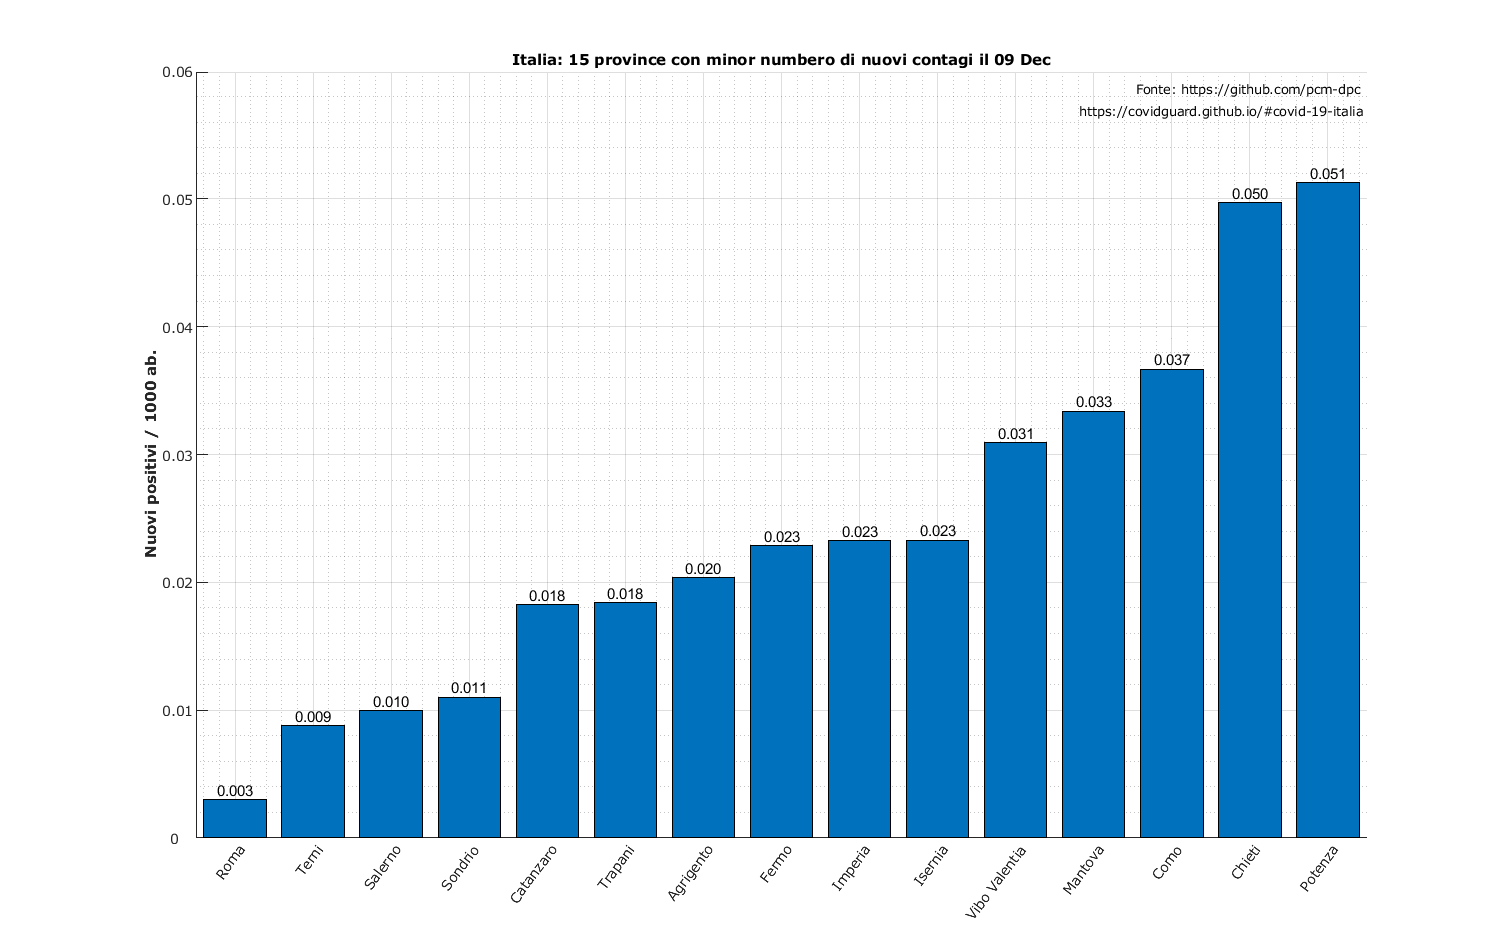 Italia: 15 province con minor numbero di nuovi contagi il 09 Dec
Fonte: https://github.com/pcm-dpc
https://covidguard.github.io/#covid-19-italia
Nuovi positivi / 1000 ab.
0.06
0.05
0.04
0.03
0.02
0.01
0
0.003
0.009
0.010
0.011
0.018
0.018
0.020
0.023
0.023
0.023
0.031
0.033
0.037
0.050
0.051
Roma
Terni
Salerno
Sondrio
Catanzaro
Trapani
Agrigento
Fermo
Imperia
Isernia
Vibo Valentia
Mantova
Como
Chieti
Potenza